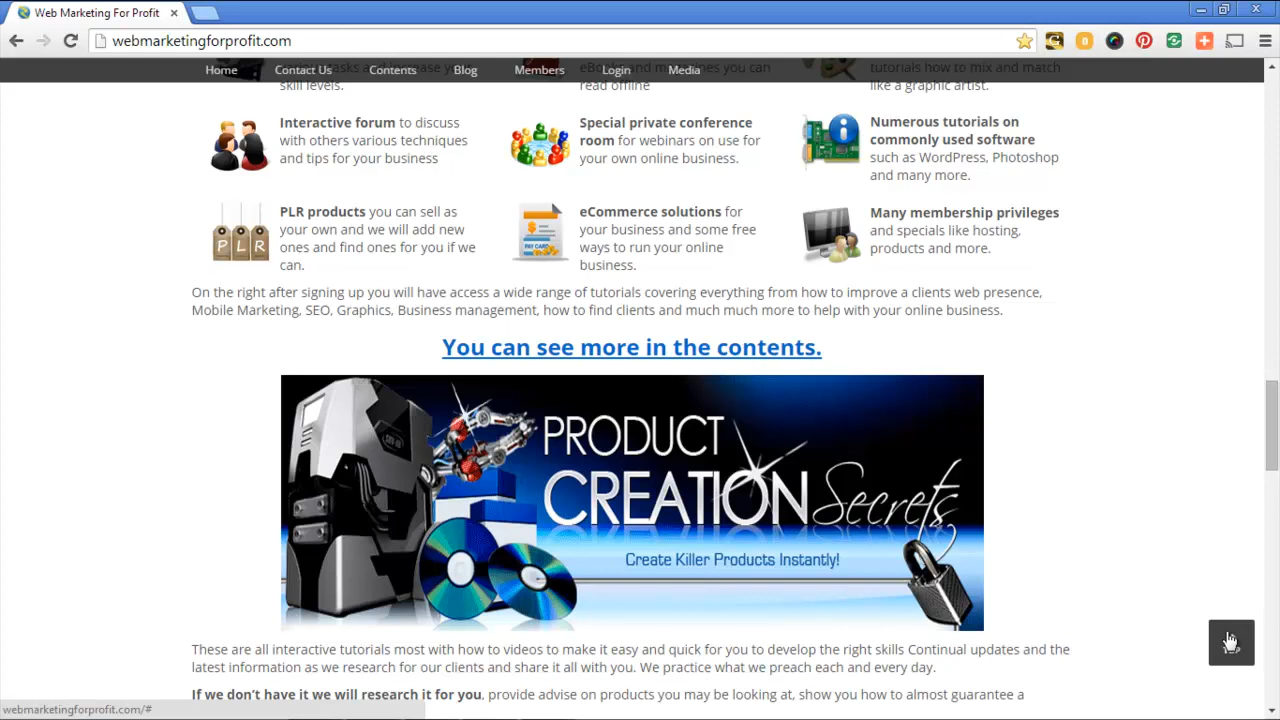 Web Marketing For Profit
webmarketingforprofit.com
Home Contact Us Contents Blog Members Login Media
skill levels.
read offline
tutorials how to mix and match
like a graphic artist.
Interactive forum to discuss
with others various techniques
and tips for your business
Special private conference
room for webinars on use for
your own online business.
Numerous tutorials on
commonly used software
such as WordPress, Photoshop
and many more.
PLR products you can sell as
your own and we will add new
ones and find ones for you if we
can.
eCommerce solutions for
your business and some free
ways to run your online
business.
Many membership privileges
and specials like hosting,
products and more.
PLR
PAY CARD
On the right after signing up you will have access a wide range of tutorials covering everything from how to improve a clients web presence,
Mobile Marketing, SEO, Graphics, Business management, how to find clients and much much more to help with your online business.
You can see more in the contents.
PRODUCT
CREATION Secrets
Create Killer Products Instantly!
These are all interactive tutorials most with how to videos to make it easy and quick for you to develop the right skills Continual updates and the
latest information as we research for our clients and share it all with you. We practice what we preach each and every day.
If we don't have it we will research it for you, provide advise on products you may be looking at, show you how to almost guarantee a
webmarketingforprofit.com/#